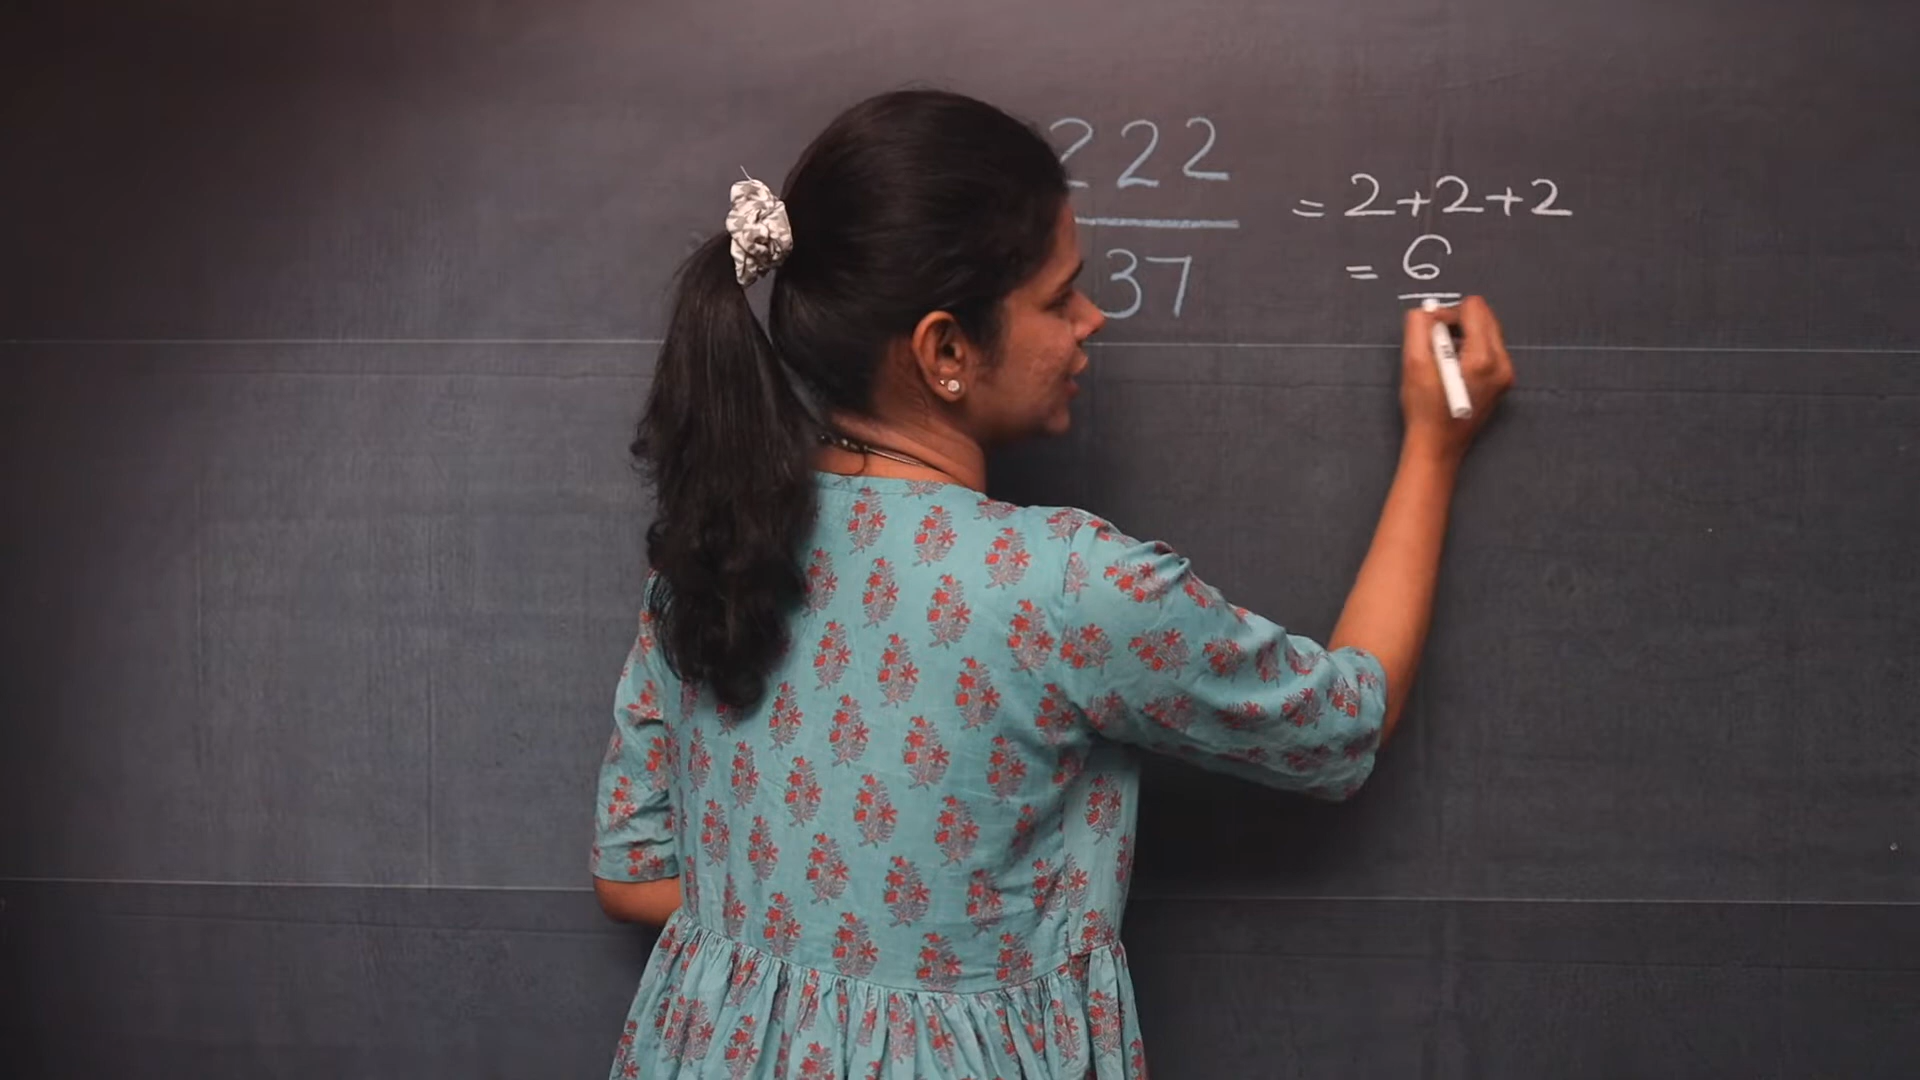 222
= 2+2+2
37
= 6